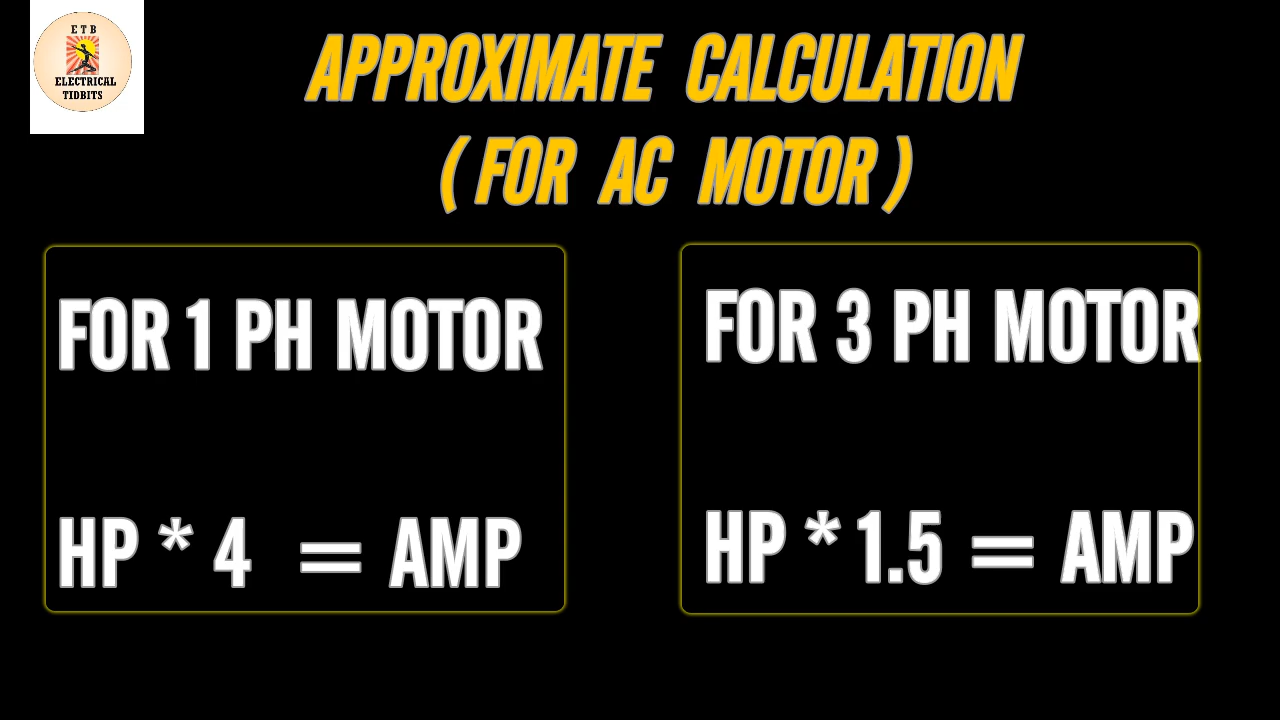 E T B
ELECTRICAL
TIDBITS
APPROXIMATE CALCULATION
( FOR AC MOTOR )
FOR 1 PH MOTOR
HP * 4 = AMP
FOR 3 PH MOTOR
HP * 1.5 = AMP